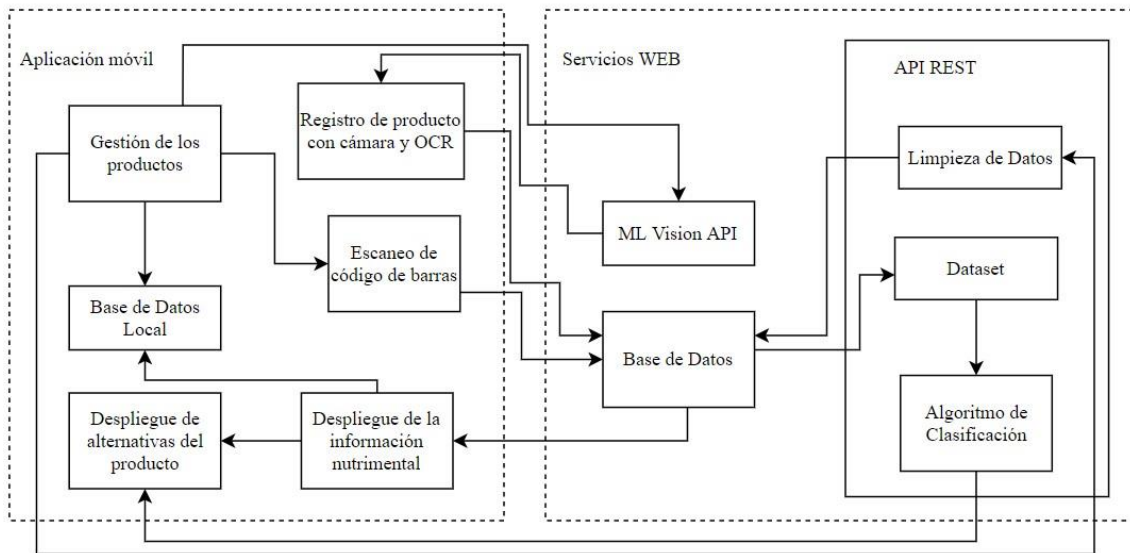 Aplicación móvil
Gestión de los
productos
Registro de producto
con cámara y OCR
Escaneo de
código de barras
Base de Datos
Local
Despliegue de
alternativas del
producto
Despliegue de la
información
nutrimental
Servicios WEB
ML Vision API
Base de Datos
API REST
Limpieza de Datos
Dataset
Algoritmo de
Clasificación